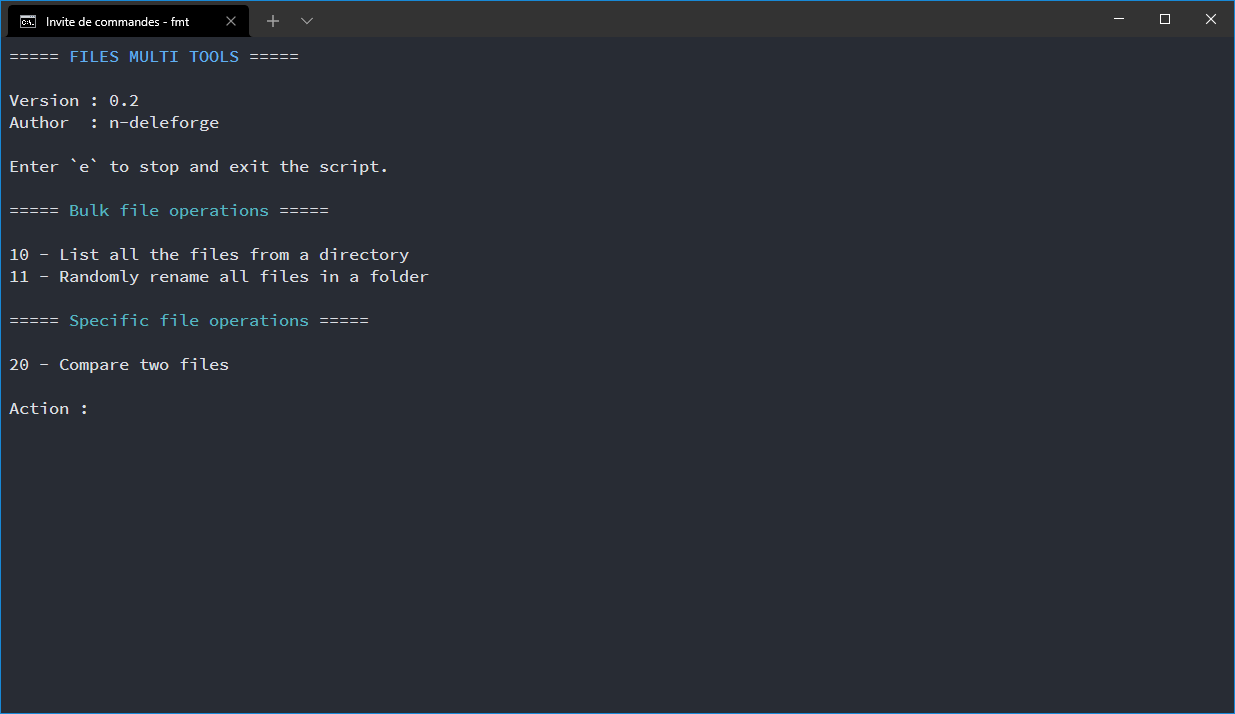 Invite de commandes - fmt
===== FILES MULTI TOOLS =====
Version : 0.2
Author  : n-deleforge
Enter `e` to stop and exit the script.
===== Bulk file operations =====
10 - List all the files from a directory
11 - Randomly rename all files in a folder
===== Specific file operations =====
20 - Compare two files
Action :